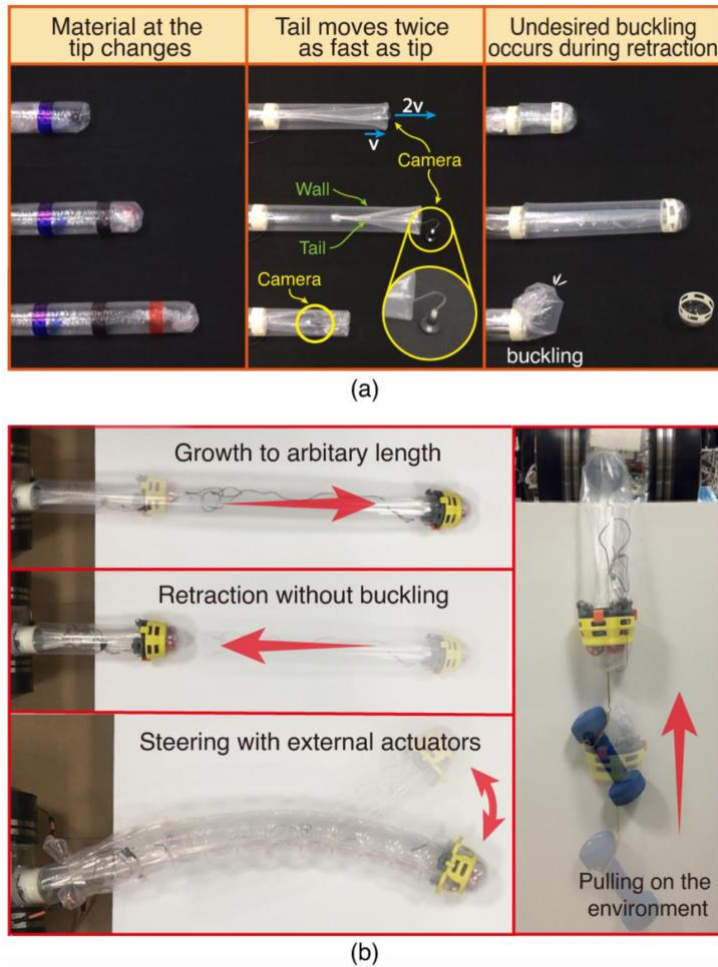 Material at the
tip changes
Tail moves twice
as fast as tip
Undesired buckling
occurs during retraction
2v
v
Camera
Wall
Tail
Camera
buckling
(a)
Growth to arbitary length
Retraction without buckling
Steering with external actuators
Pulling on the
environment
(b)